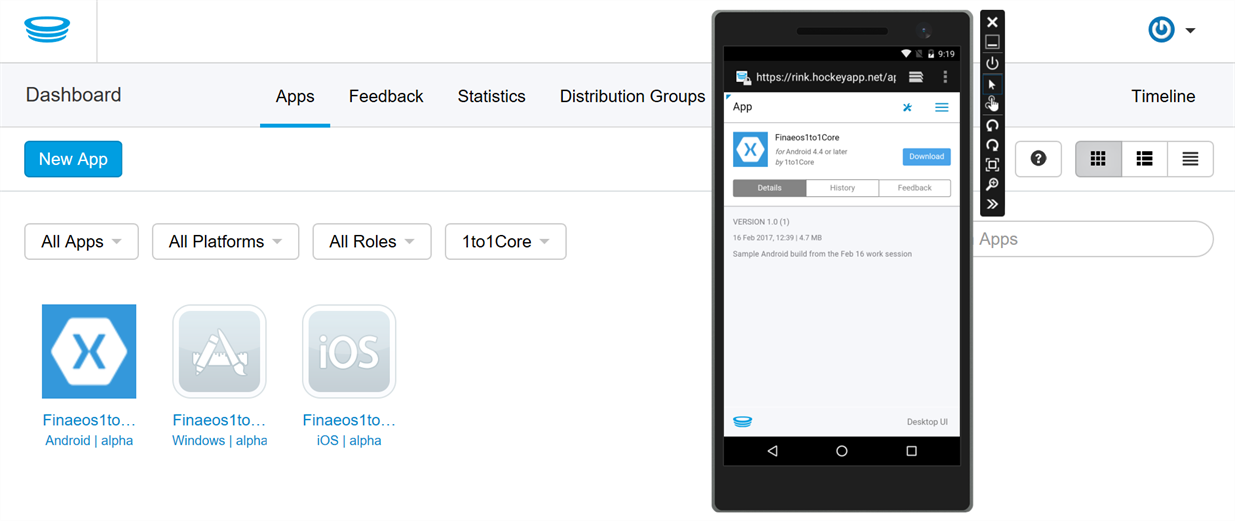 Dashboard
Apps
Feedback
Statistics
Distribution Groups
Timeline
New App
All Apps
All Platforms
All Roles
1to1Core
Apps
iOS
Finaeos1to...
Android | alpha
Finaeos1to...
Windows | alpha
Finaeos1to...
iOS | alpha
9:19
https://rink.hockeyapp.net/ap
App
Finaeos1to1Core
for Android 4.4 or later
by 1to1Core
Download
Details
History
Feedback
VERSION 1.0 (1)
16 Feb 2017, 12:39 | 4.7 MB
Sample Android build from the Feb 16 work session
Desktop UI